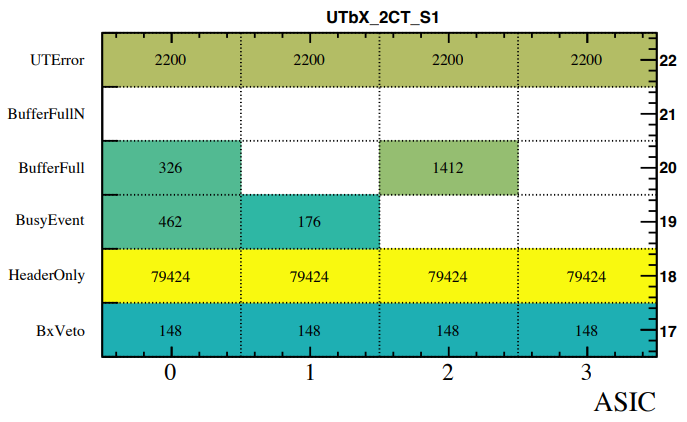 UTbX_2CT_S1
UTError 2200 2200 2200 2200 22
BufferFullN 21
BufferFull 326 1412 20
BusyEvent 462 176 19
HeaderOnly 79424 79424 79424 79424 18
BxVeto 148 148 148 148 17
0 1 2 3
ASIC